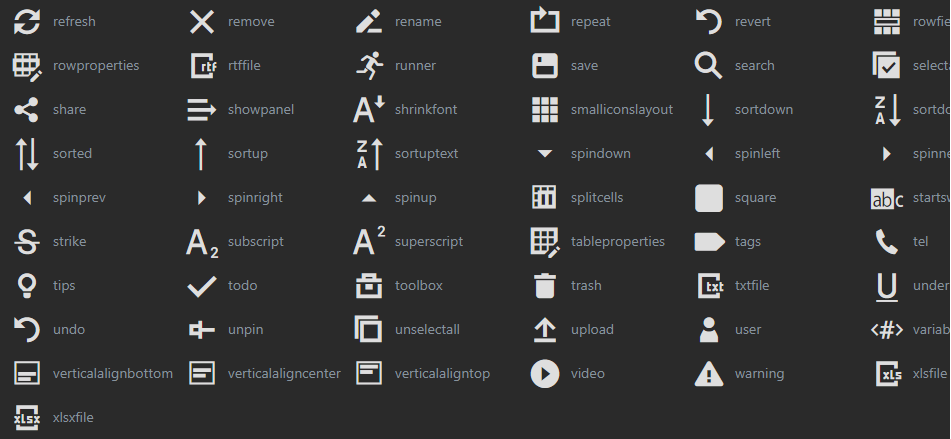 refresh remove rename repeat revert rowfie
rowproperties rtf rtffile runner save search selecta
share showpanel A shrinkfont smalliconslayout sortdown Z A sortdo
sorted sortup Z A sortuptext spindown spinleft spinne
spinprev spinright spinup splitcells square abc startsw
S strike A2 subscript A2 superscript tableproperties tags tel
tips todo toolbox trash txt txtfile U under
undo unpin unselectall upload user <#> variab
verticalalignbottom verticalaligncenter verticalaligntop video warning xls xlsfile
xlsx xlsxfile